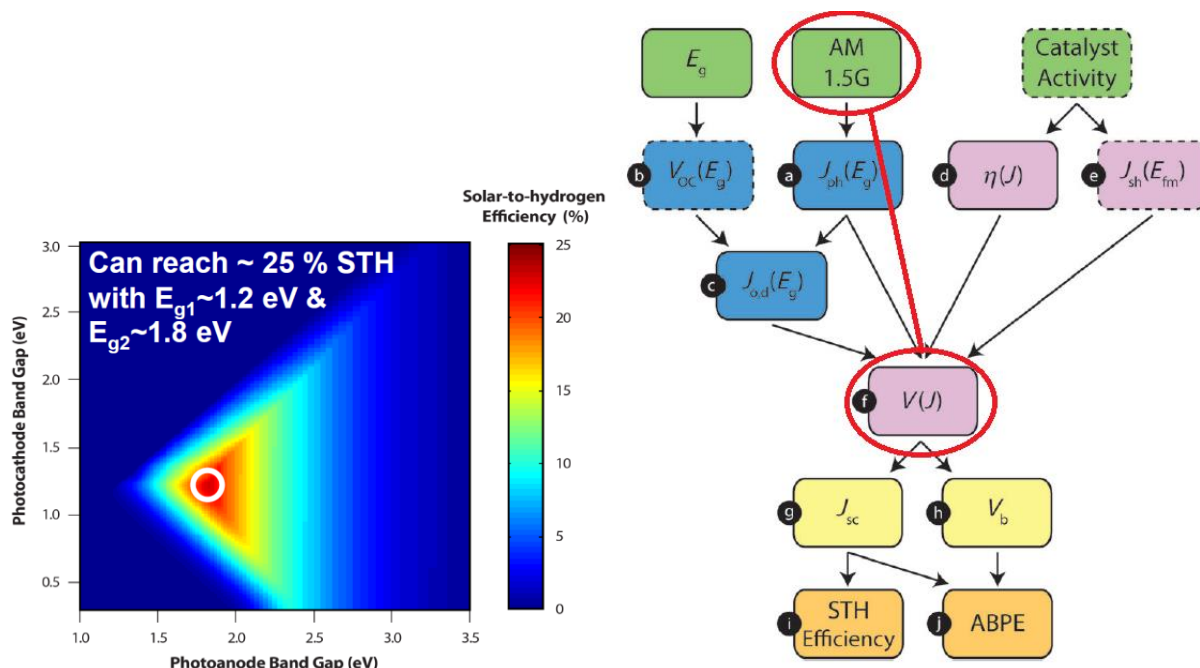 Solar-to-hydrogen
Efficiency (%)
Can reach ~ 25 % STH
with Eg1~1.2 eV &
Eg2~1.8 eV
Photocathode Band Gap (eV)
3.0
2.5
2.0
1.5
1.0
0.5
1.0
1.5
2.0
2.5
3.0
3.5
Photoanode Band Gap (eV)
25
20
15
10
5
0
Eg
AM
1.5G
Catalyst
Activity
b
VOC(Eg)
a
Jph(Eg)
d
η(J)
e
Jsh(Efm)
c
Jo,d(Eg)
f
V(J)
g
Jsc
h
Vb
i
STH
Efficiency
j
ABPE